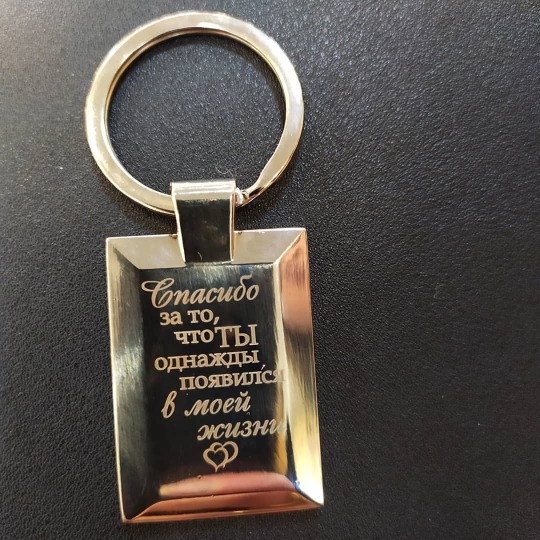 Спасибо
за то,
что ТЫ
однажды
появился
в моей
жизни